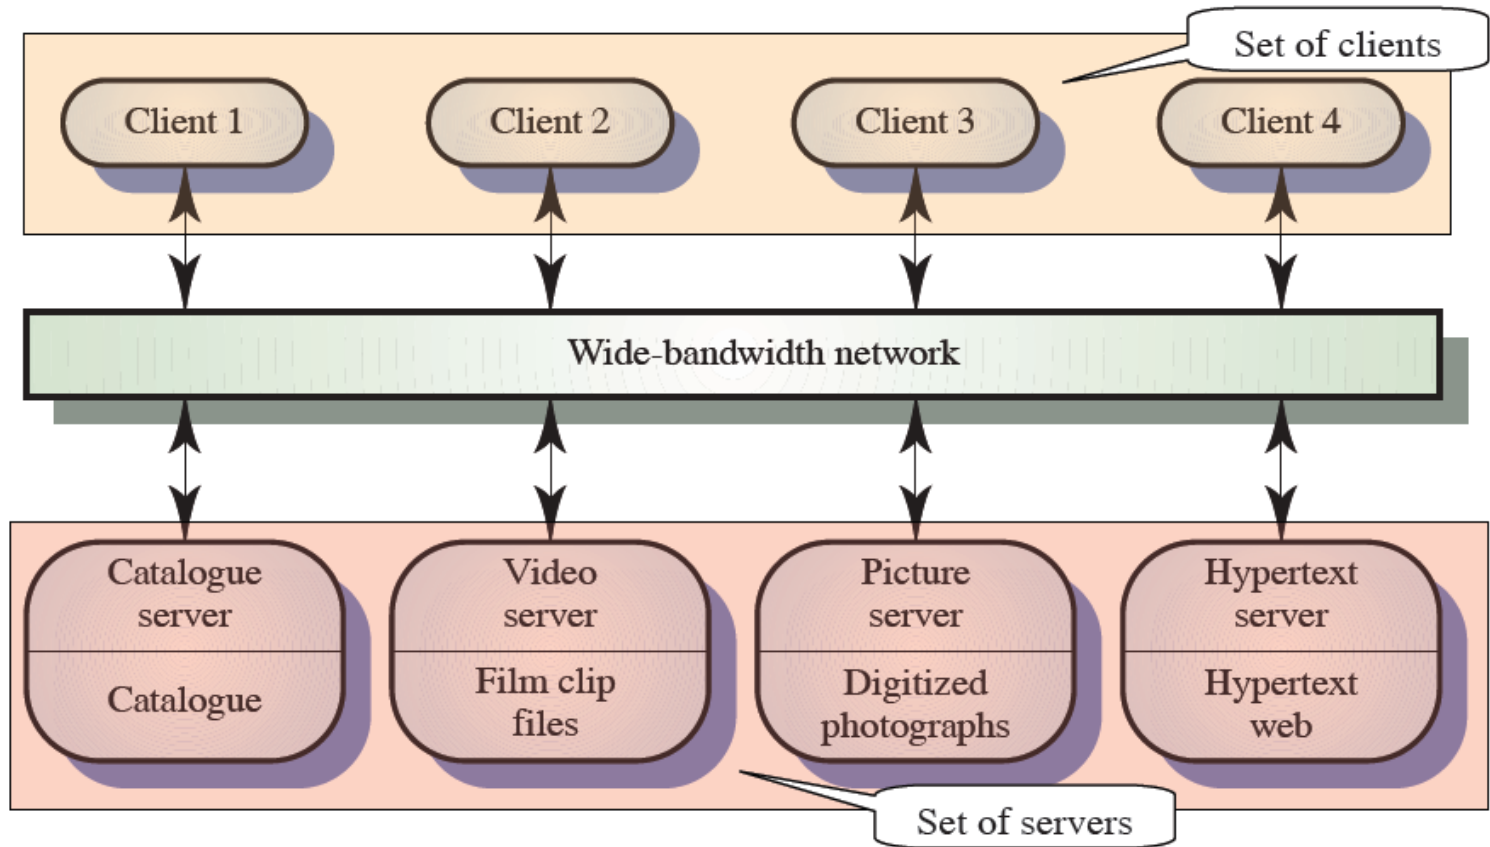 Set of clients
Client 1
Client 2
Client 3
Client 4
Wide-bandwidth network
Catalogue
server
Catalogue
Video
server
Film clip
files
Picture
server
Digitized
photographs
Hypertext
server
Hypertext
web
Set of servers